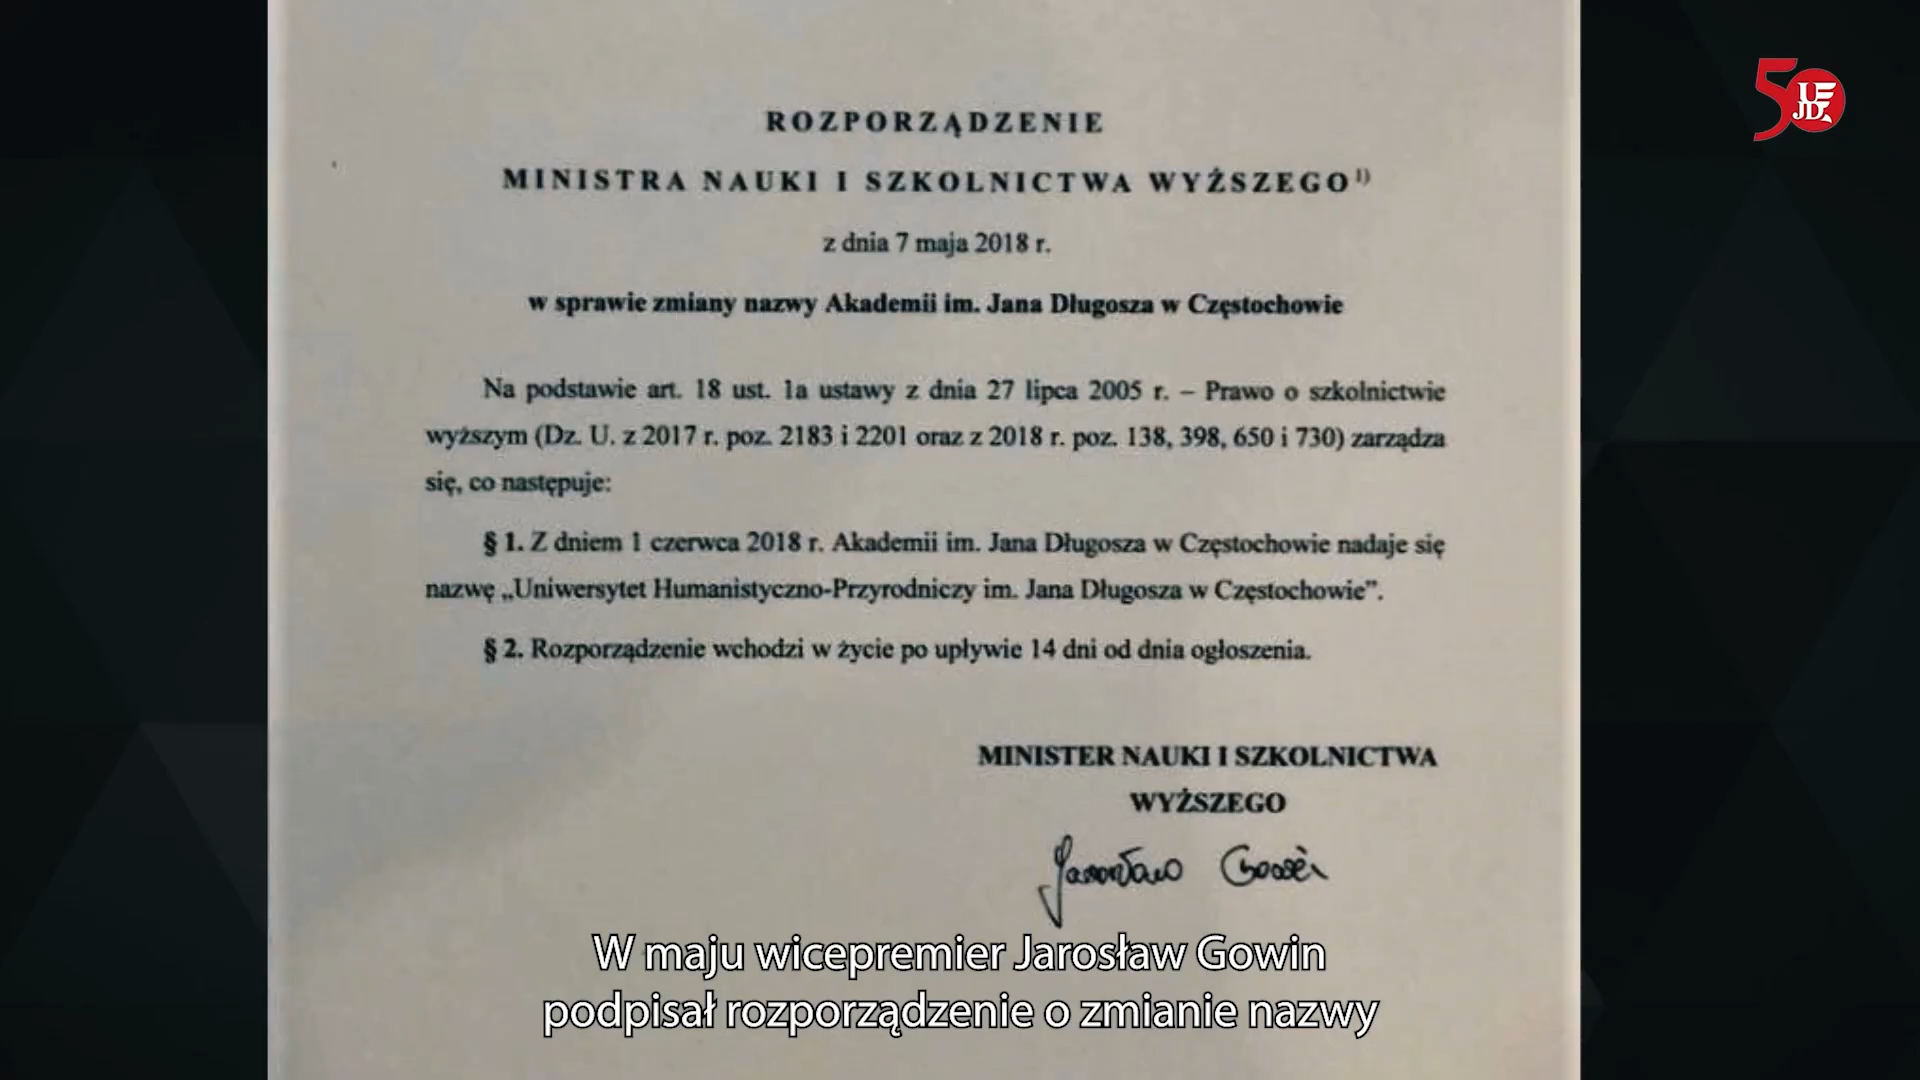 50 UJD
ROZPORZĄDZENIE
MINISTRA NAUKI I SZKOLNICTWA WYŻSZEGO¹⁾
z dnia 7 maja 2018 r.
w sprawie zmiany nazwy Akademii im. Jana Długosza w Częstochowie
Na podstawie art. 18 ust. 1a ustawy z dnia 27 lipca 2005 r. – Prawo o szkolnictwie
wyższym (Dz. U. z 2017 r. poz. 2183 i 2201 oraz z 2018 r. poz. 138, 398, 650 i 730) zarządza
się, co następuje:
§ 1. Z dniem 1 czerwca 2018 r. Akademii im. Jana Długosza w Częstochowie nadaje się
nazwę „Uniwersytet Humanistyczno-Przyrodniczy im. Jana Długosza w Częstochowie”.
§ 2. Rozporządzenie wchodzi w życie po upływie 14 dni od dnia ogłoszenia.
MINISTER NAUKI I SZKOLNICTWA
WYŻSZEGO
Jarosław Gowin
W maju wicepremier Jarosław Gowin
podpisał rozporządzenie o zmianie nazwy